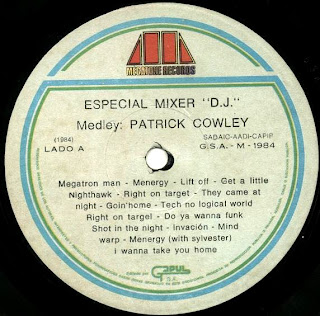 MEGATONE RECORDS
ESPECIAL MIXER "D.J."
Medley: PATRICK COWLEY
(1984) SADAIC-AADI-CAPIF
LADO A G.S.A. - M - 1984
Megatron man - Menergy - Lift off - Get a little
Nighthawk - Right on target - They came at
night - Goin'home - Tech no logical world
Right on targel - Do ya wanna funk
Shot in the night - Invación - Mind
warp - Menergy (with sylvester)
i wanna take you home